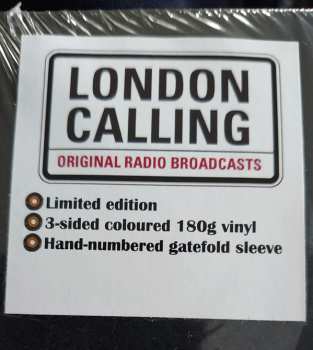 LONDON
CALLING
ORIGINAL RADIO BROADCASTS
Limited edition
3-sided coloured 180g vinyl
Hand-numbered gatefold sleeve